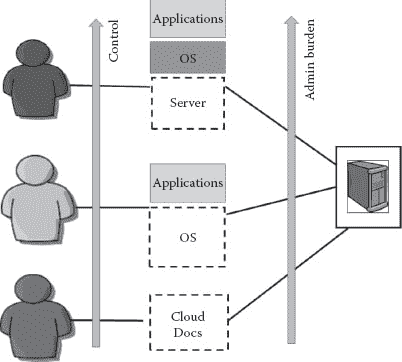 Applications
Control
OS
Admin burden
Server
Applications
OS
Cloud
Docs